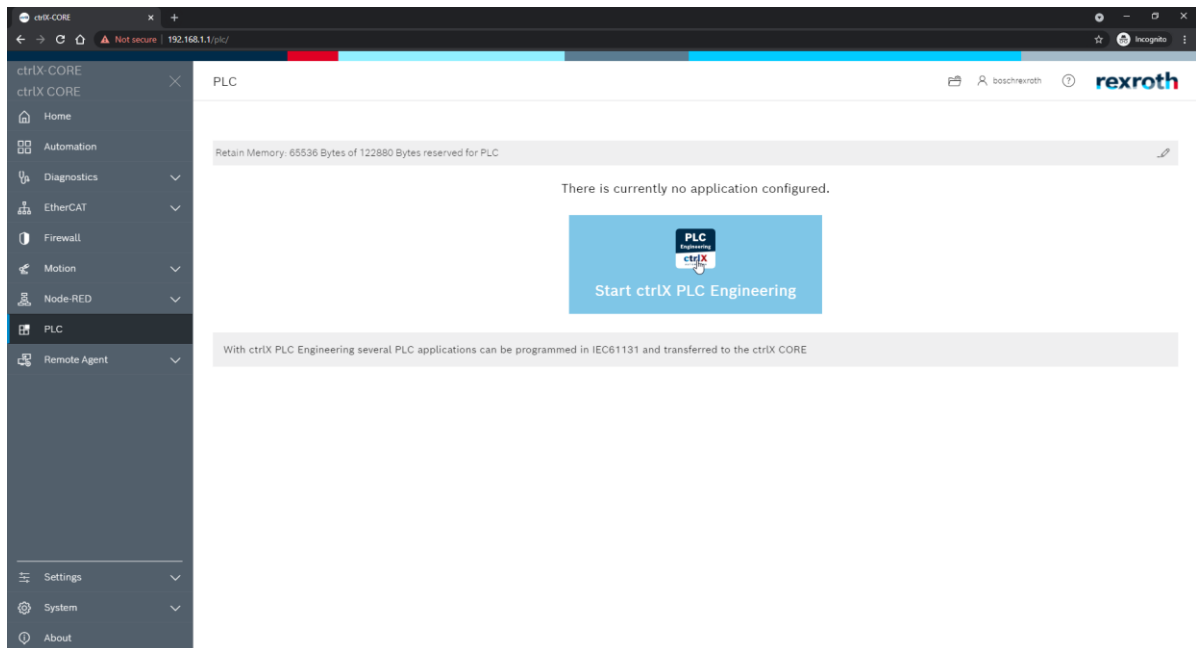 ctrlX-CORE
Not secure | 192.168.1.1/plc/
Incognito
ctrlX-CORE
ctrlX CORE
PLC
boschrexroth
rexroth
Home
Automation
Diagnostics
EtherCAT
Firewall
Motion
Node-RED
PLC
Remote Agent
Retain Memory: 65536 Bytes of 122880 Bytes reserved for PLC
There is currently no application configured.
PLC
Engineering
ctrlX
Start ctrlX PLC Engineering
With ctrlX PLC Engineering several PLC applications can be programmed in IEC61131 and transferred to the ctrlX CORE
Settings
System
About